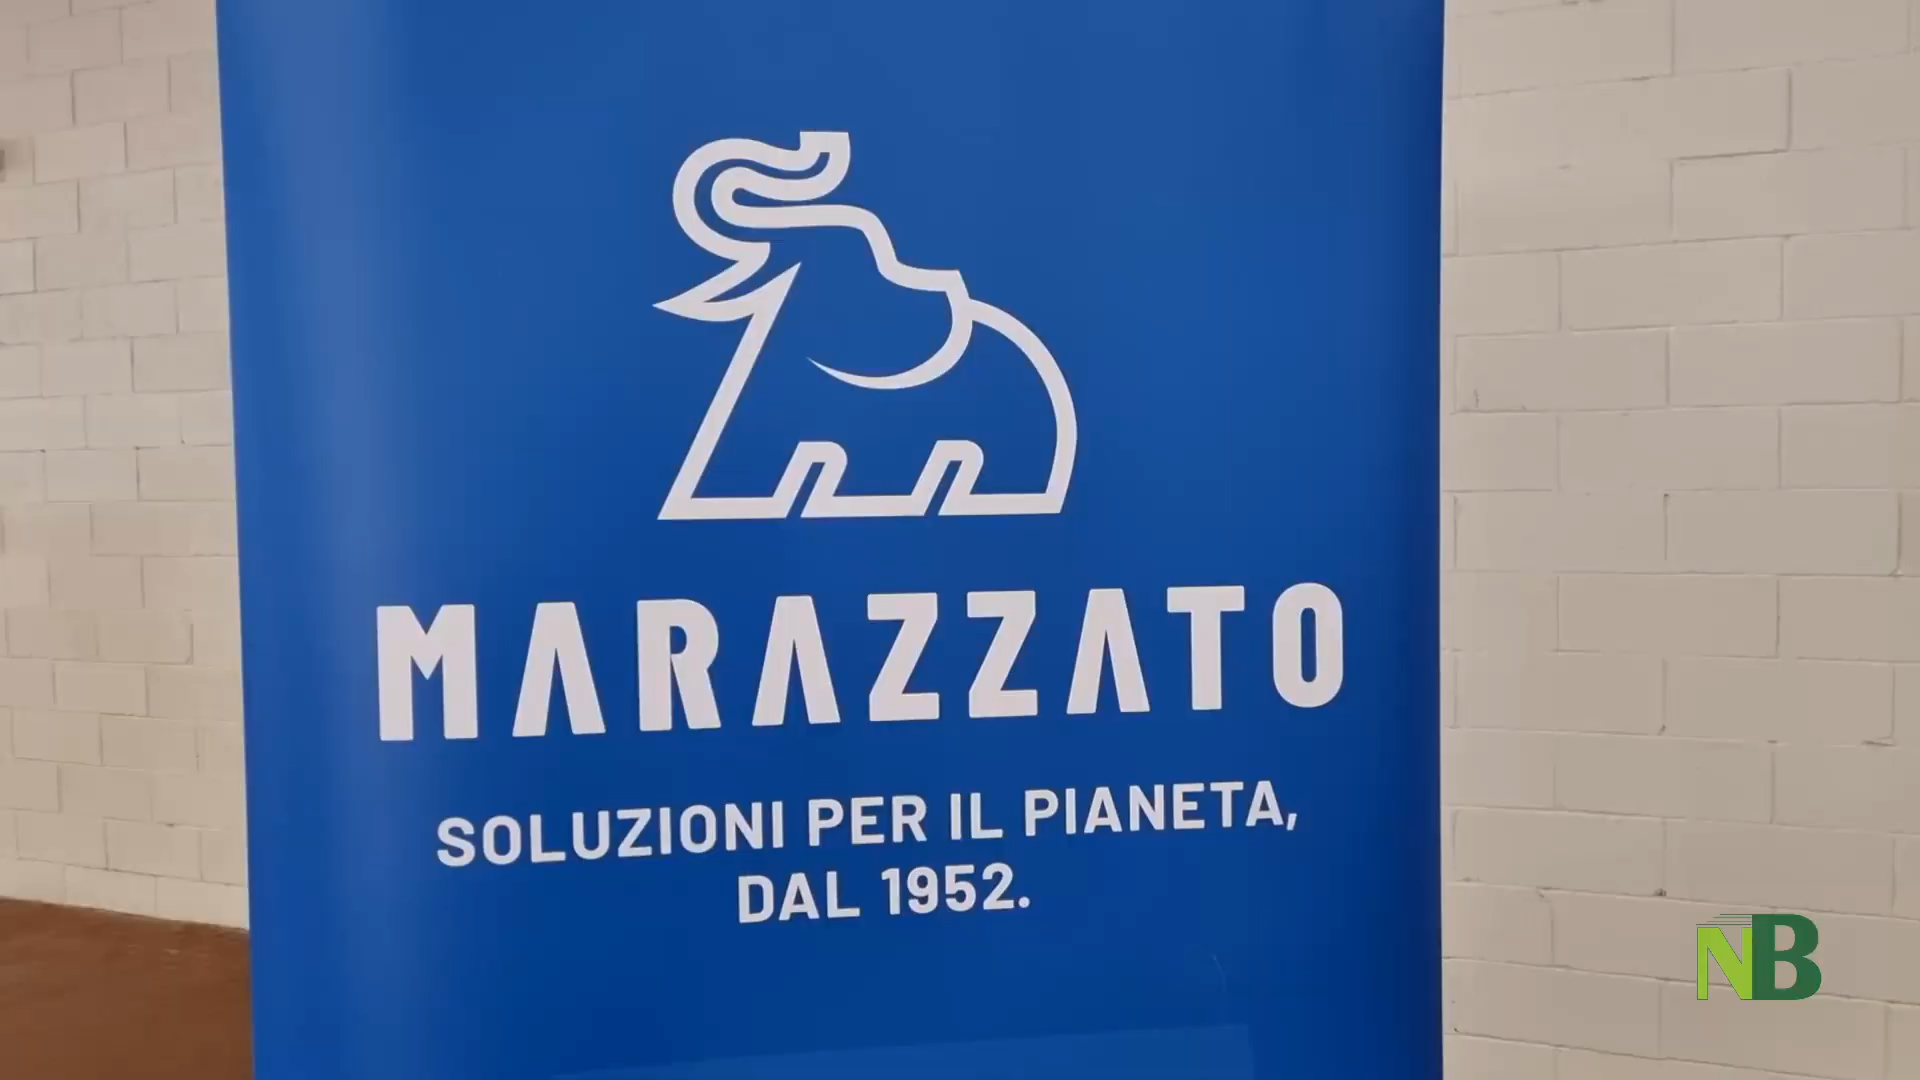 MARAZZATO
SOLUZIONI PER IL PIANETA,
DAL 1952.
NB